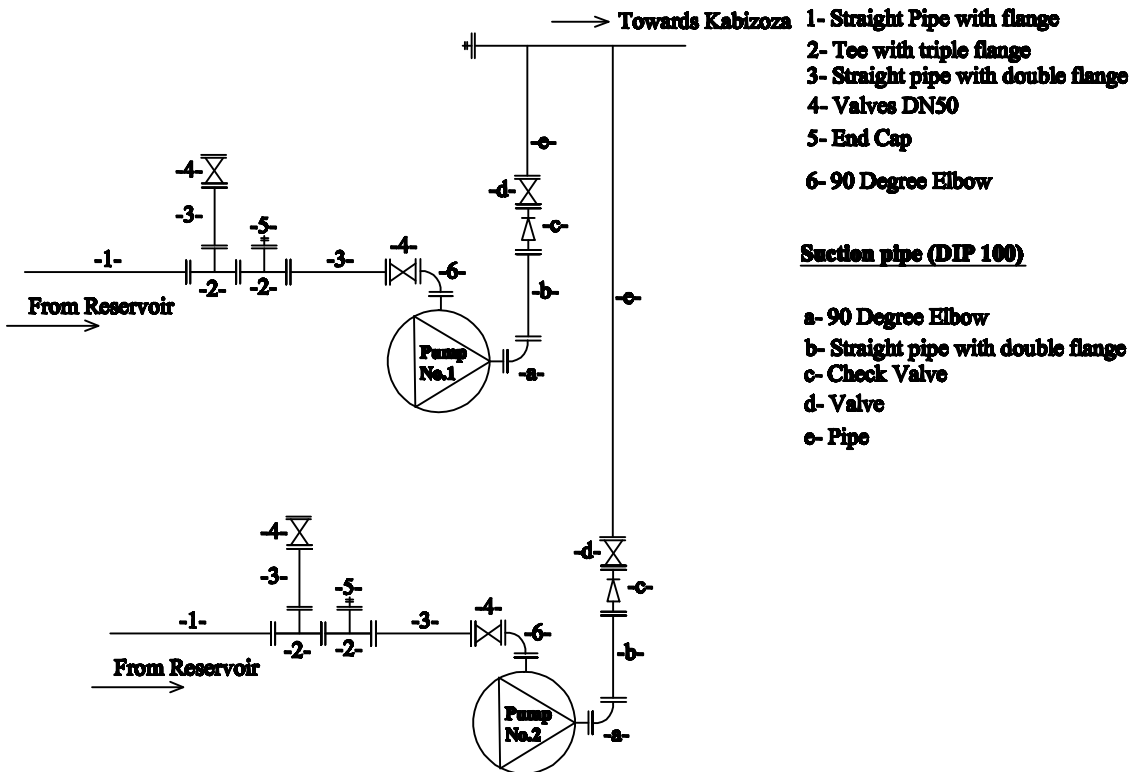 Towards Kabizoza
1- Straight Pipe with flange
2- Tee with triple flange
3- Straight pipe with double flange
4- Valves DN50
5- End Cap
6- 90 Degree Elbow
Suction pipe (DIP 100)
a- 90 Degree Elbow
b- Straight pipe with double flange
c- Check Valve
d- Valve
e- Pipe
-e-
-4-
-d-
-3-
-5-
-c-
-1-
-3-
-4-
-6-
-2-
-2-
-b-
-e-
From Reservoir
Pump
No.1
-a-
-4-
-d-
-3-
-5-
-c-
-1-
-3-
-4-
-6-
-2-
-2-
-b-
From Reservoir
Pump
No.2
-a-